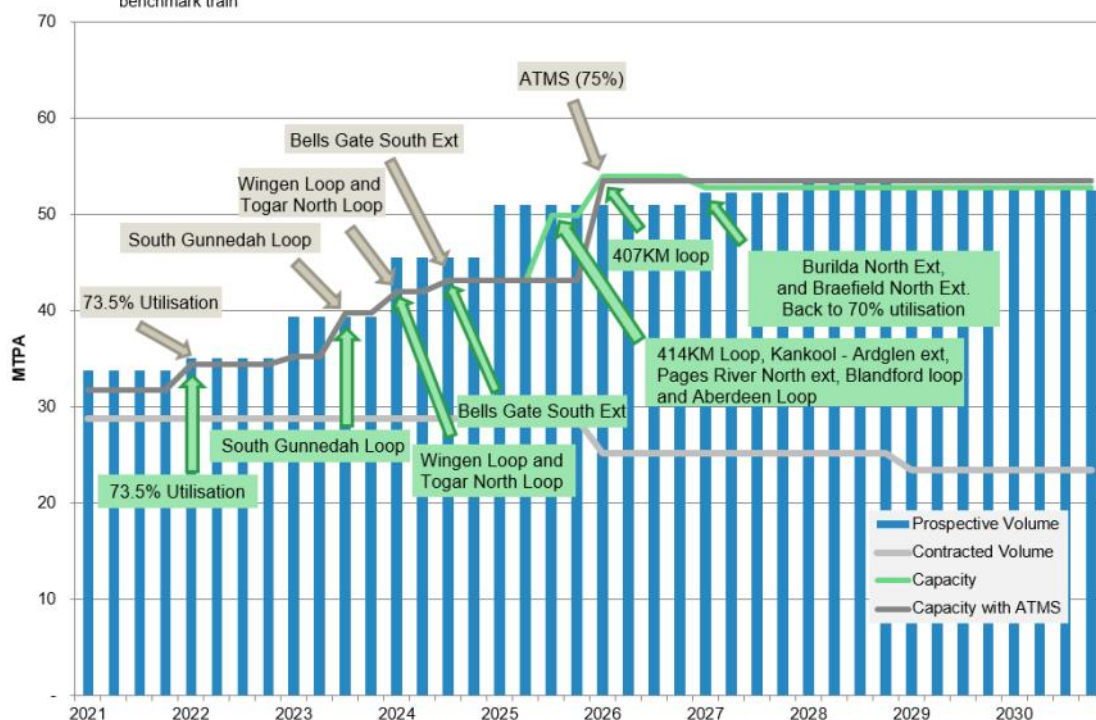 benchmark train
70
60
50
40
30
20
10
-
MTPA
ATMS (75%)
Bells Gate South Ext
Wingen Loop and
Togar North Loop
South Gunnedah Loop
73.5% Utilisation
407KM loop
Burilda North Ext,
and Braefield North Ext.
Back to 70% utilisation
414KM Loop, Kankool - Ardglen ext,
Pages River North ext, Blandford loop
and Aberdeen Loop
Bells Gate South Ext
South Gunnedah Loop
Wingen Loop and
Togar North Loop
73.5% Utilisation
Prospective Volume
Contracted Volume
Capacity
Capacity with ATMS
2021 2022 2023 2024 2025 2026 2027 2028 2029 2030